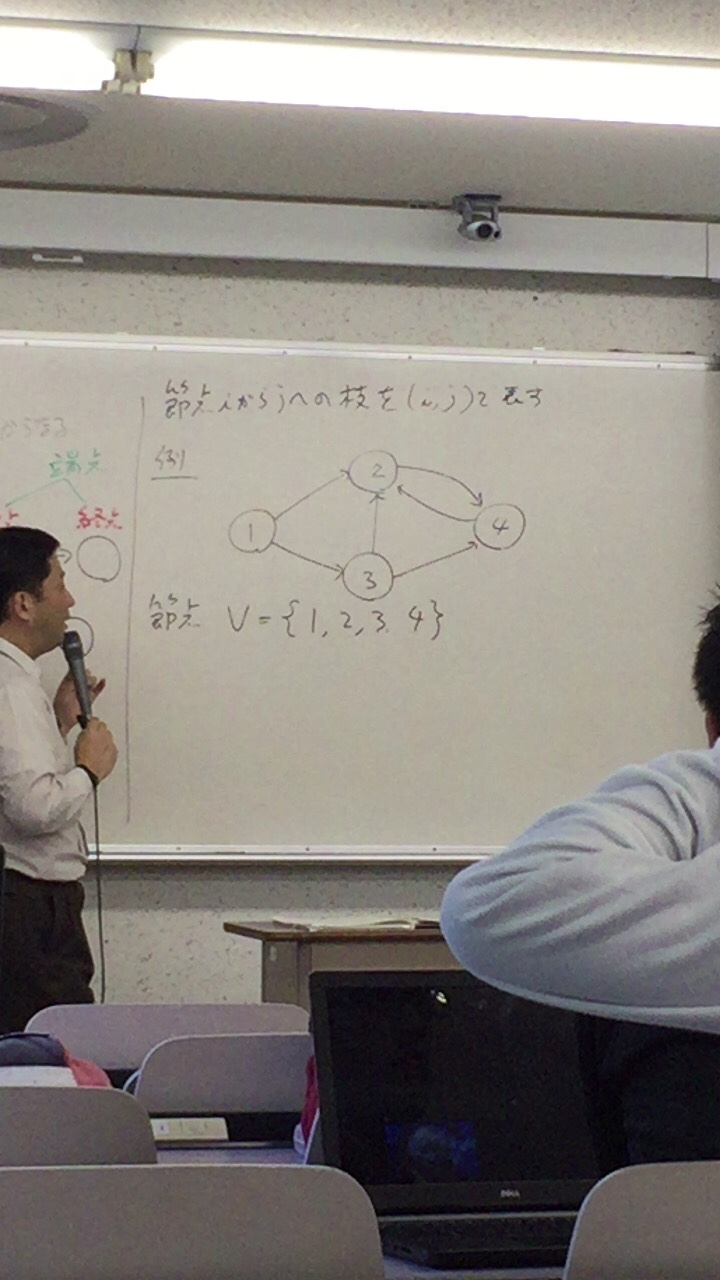 からなる
端点
終点
節点iからjへの枝を(i,j)で表す
例
1
2
3
4
節点 V={1,2,3,4}
DELL